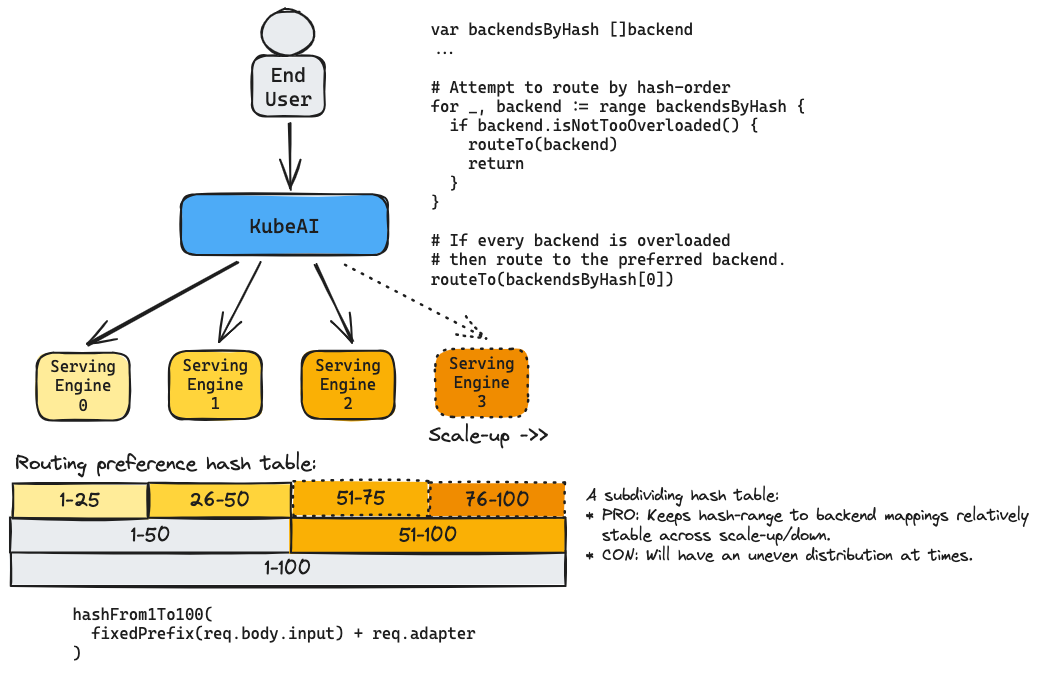 End
User
KubeAI
var backendsByHash []backend
...
# Attempt to route by hash-order
for _, backend := range backendsByHash {
  if backend.isNotTooOverloaded() {
    routeTo(backend)
    return
  }
}
# If every backend is overloaded
# then route to the preferred backend.
routeTo(backendsByHash[0])
Serving
Engine
0
Serving
Engine
1
Serving
Engine
2
Serving
Engine
3
Scale-up ->>
Routing preference hash table:
1-25 26-50 51-75 76-100
1-50 51-100
1-100
A subdividing hash table:
* PRO: Keeps hash-range to backend mappings relatively
  stable across scale-up/down.
* CON: Will have an uneven distribution at times.
hashFrom1To100(
  fixedPrefix(req.body.input) + req.adapter
)